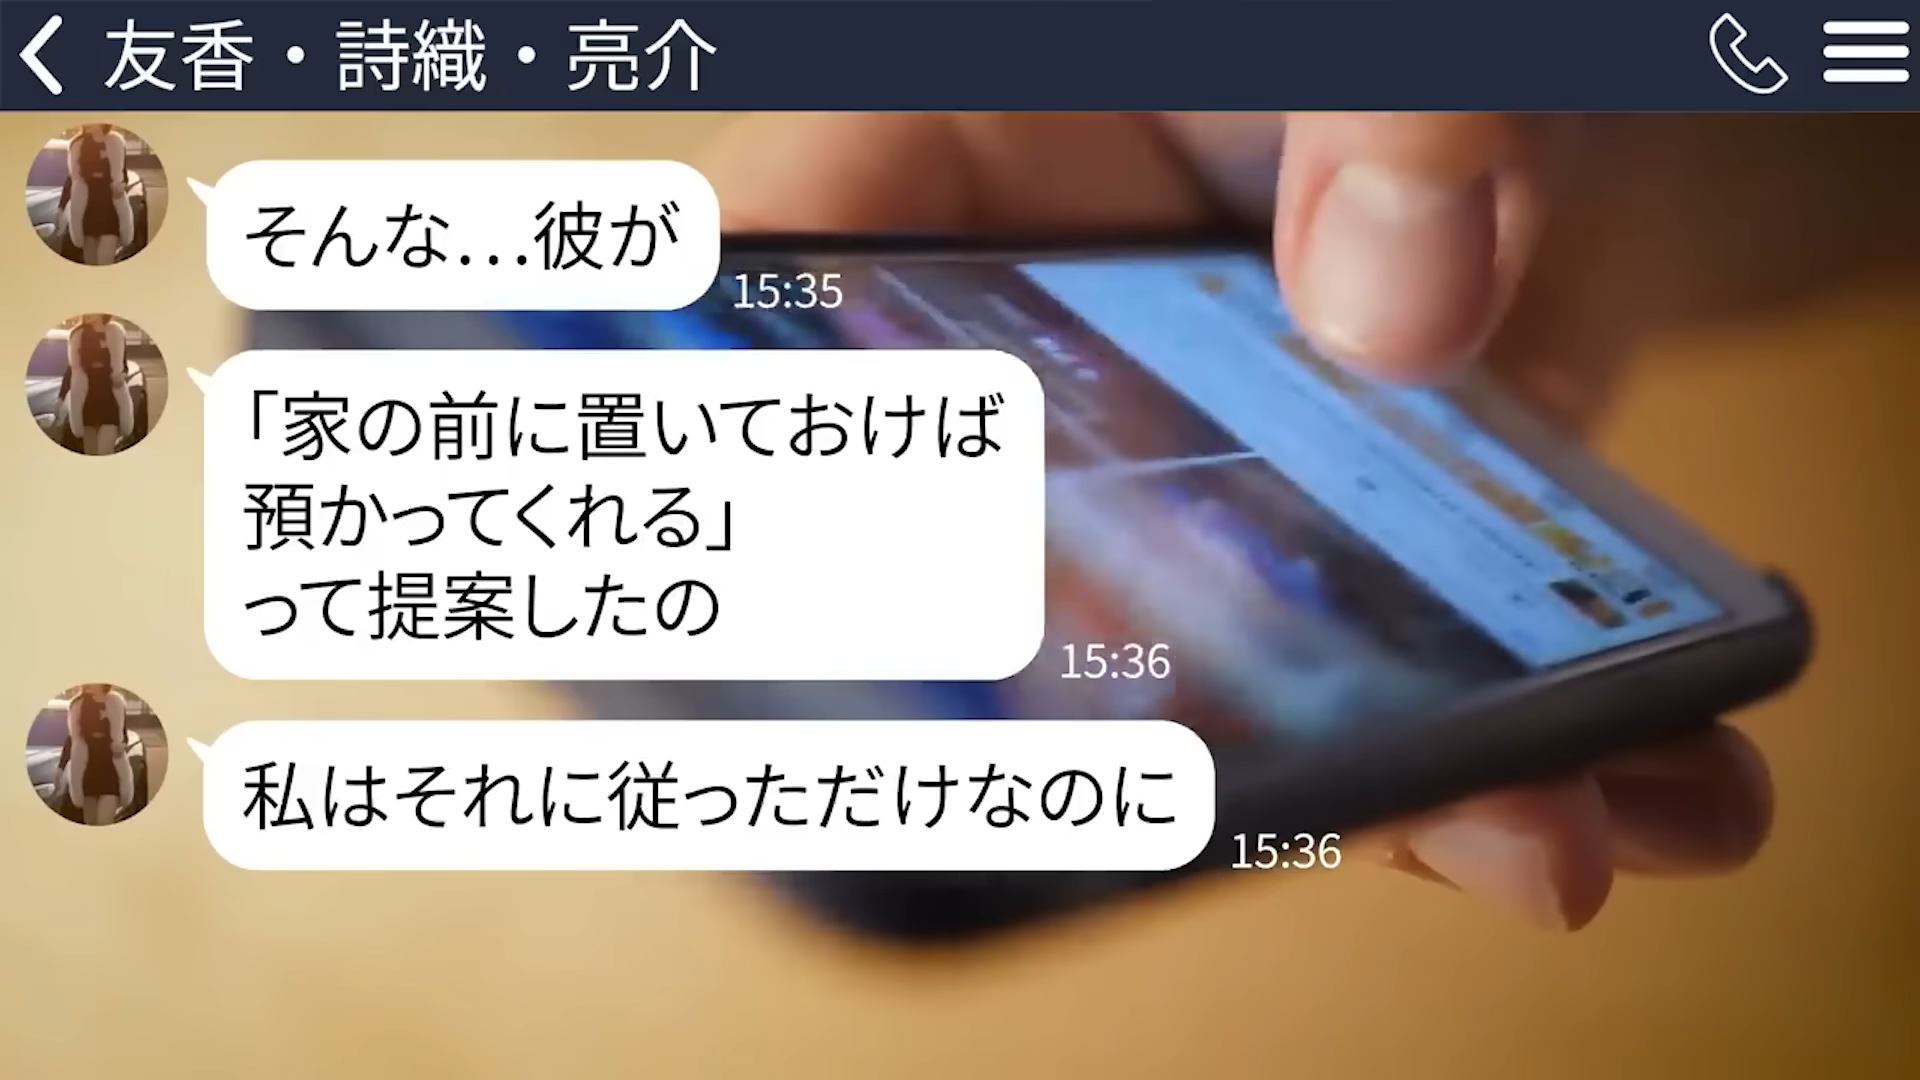 友香・詩織・亮介
そんな…彼が
15:35
「家の前に置いておけば
預かってくれる」
って提案したの
15:36
私はそれに従っただけなのに
15:36